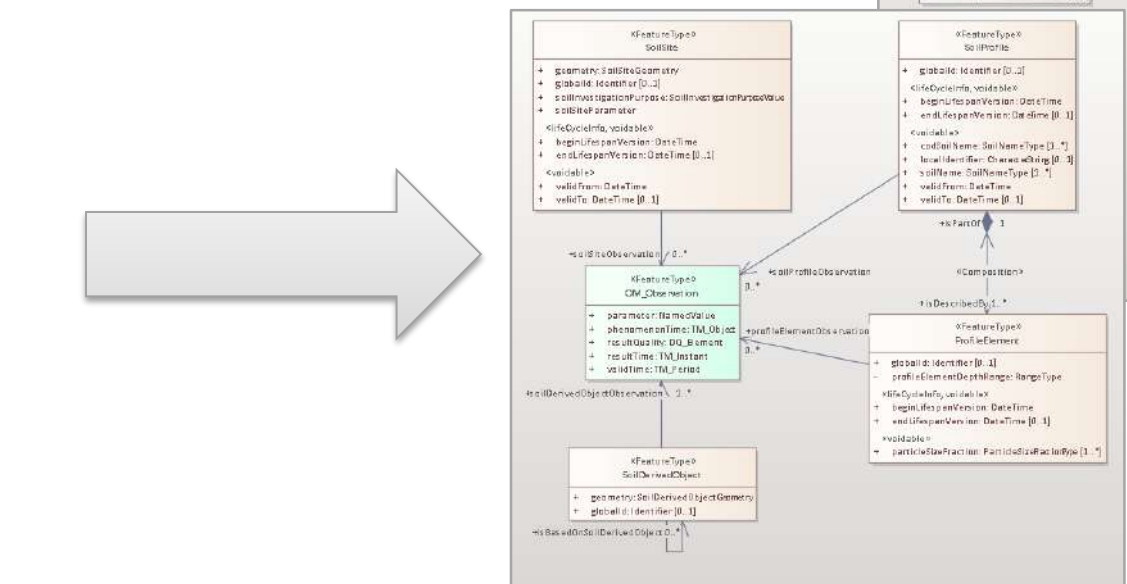 «FeatureType»
SoilSite
+ geometry: SoilSiteGeometry
+ globalId: Identifier [0..1]
+ soilInvestigationPurpose: SoilInvestigationPurposeValue
+ soilSiteParameter
«lifeCycleInfo, voidable»
+ beginLifespanVersion: DateTime
+ endLifespanVersion: DateTime [0..1]
«voidable»
+ validFrom: DateTime
+ validTo: DateTime [0..1]
«FeatureType»
SoilProfile
+ globalId: Identifier [0..1]
«lifeCycleInfo, voidable»
+ beginLifespanVersion: DateTime
+ endLifespanVersion: DateTime [0..1]
«voidable»
+ codSoilName: SoilNameType
+ localIdentifier: CharacterString [0..1]
+ soilName: SoilNameType
+ validFrom: DateTime
+ validTo: DateTime [0..1]
+isPartOf 1
+soilSiteObservation 0..*
+soilProfileObservation
0..*
«Composition»
+isDescribedBy 1..*
«FeatureType»
OM_Observation
+ parameter: NamedValue
+ phenomenonTime: TM_Object
+ resultQuality: DQ_Element
+ resultTime: TM_Instant
+ validTime: TM_Period
+profileElementObservation
0..*
«FeatureType»
ProfileElement
+ globalId: Identifier [0..1]
- profileElementDepthRange: RangeType
«lifeCycleInfo, voidable»
+ beginLifespanVersion: DateTime
+ endLifespanVersion: DateTime [0..1]
«voidable»
+ particleSizeFraction: ParticleSizeFractionType
+soilDerivedObjectObservation
«FeatureType»
SoilDerivedObject
+ geometry: SoilDerivedObjectGeometry
+ globalId: Identifier [0..1]
+isBasedOnSoilDerivedObject 0..*